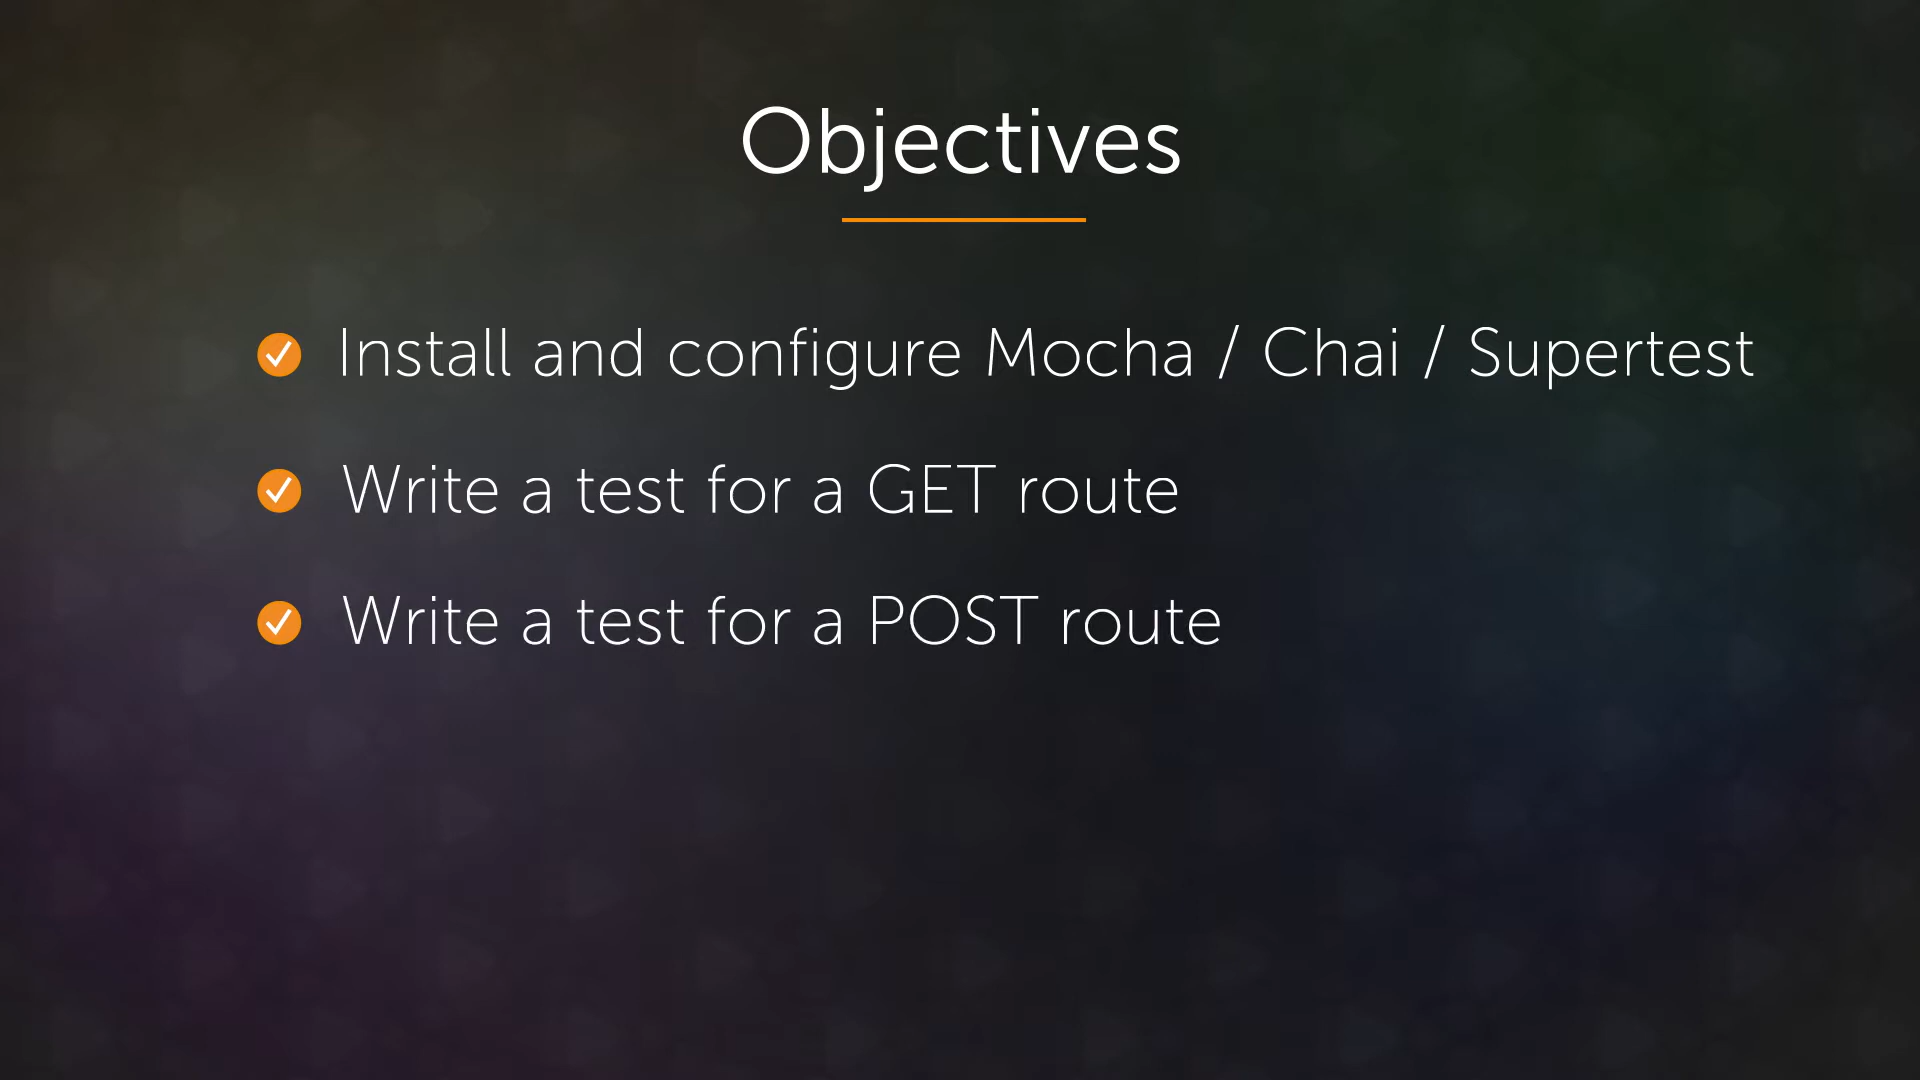 Objectives
Install and configure Mocha / Chai / Supertest
Write a test for a GET route
Write a test for a POST route